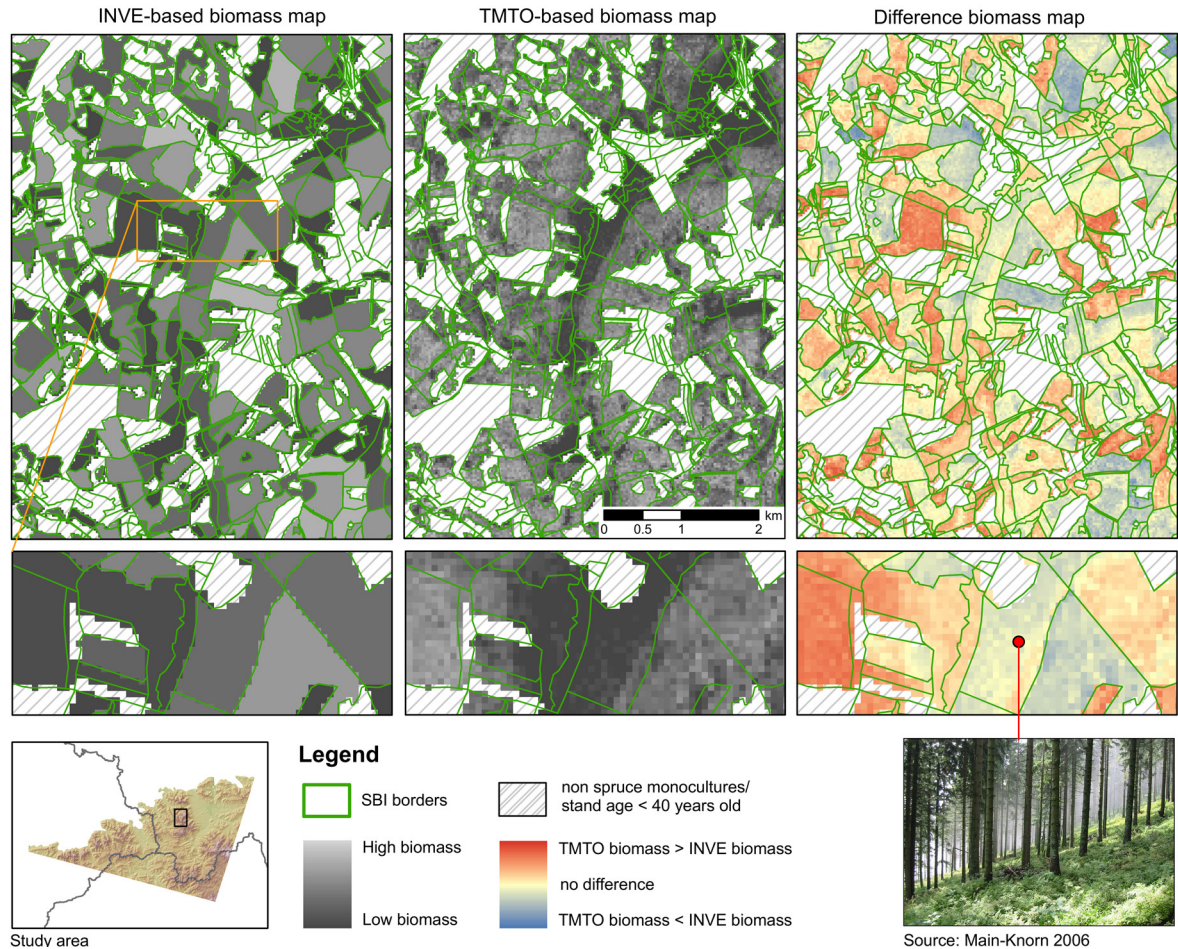 INVE-based biomass map
TMTO-based biomass map
Difference biomass map
km
0 0.5 1 2
Legend
SBI borders
High biomass
Low biomass
non spruce monocultures/
stand age < 40 years old
TMTO biomass > INVE biomass
no difference
TMTO biomass < INVE biomass
Study area
Source: Main-Knorn 2006